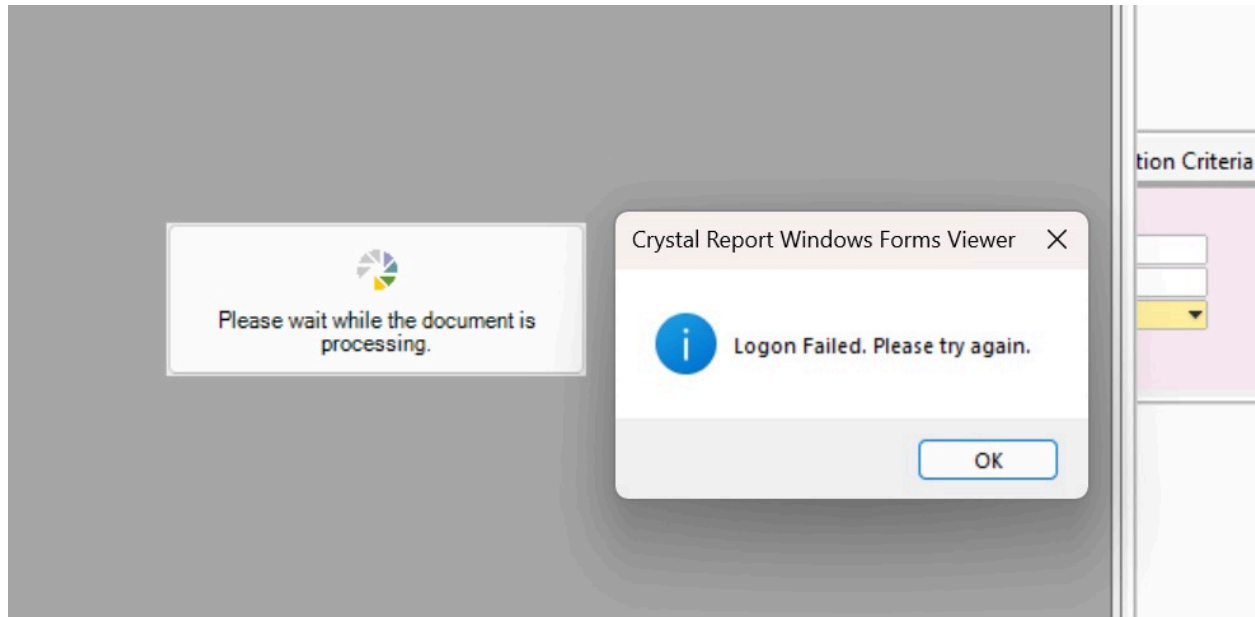 tion Criteria
Crystal Report Windows Forms Viewer
Please wait while the document is
processing.
Logon Failed. Please try again.
OK